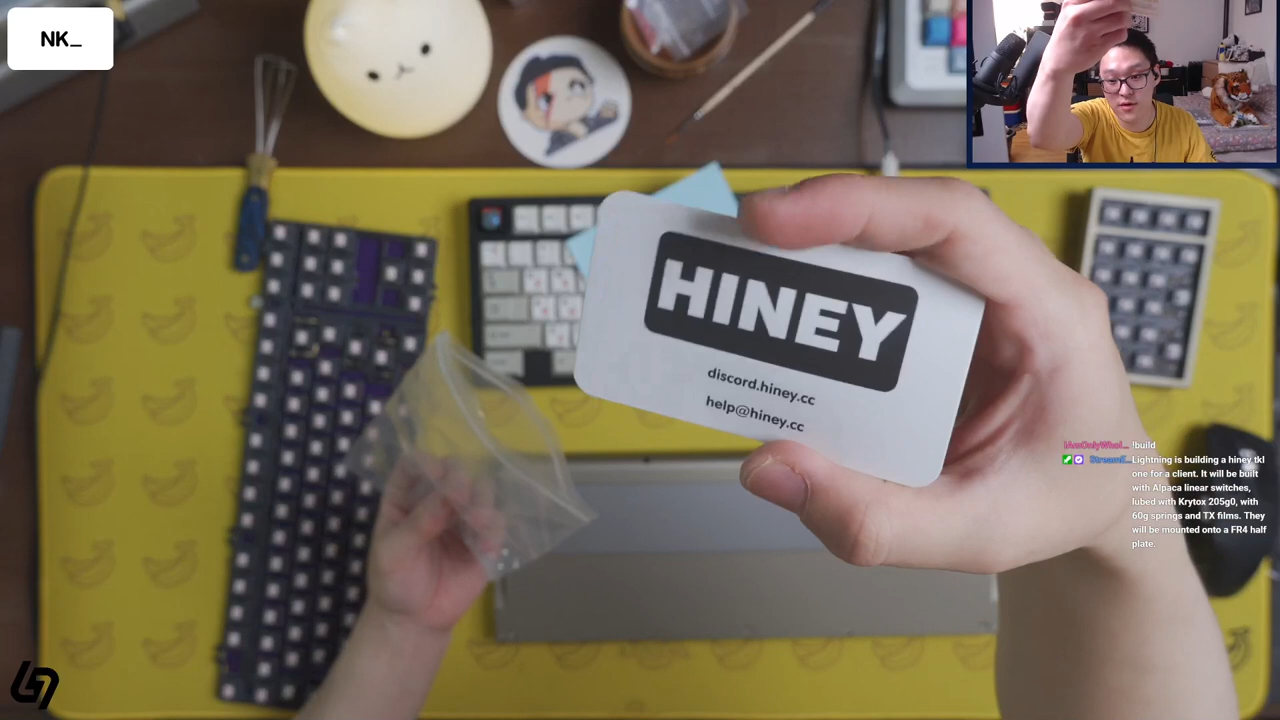 NK_
HINEY
discord.hiney.cc
help@hiney.cc
!build
Lightning is building a hiney tkl
one for a client. It will be built
with Alpaca linear switches,
lubed with Krytox 205g0, with
60g springs and TX films. They
will be mounted onto a FR4 half
plate.